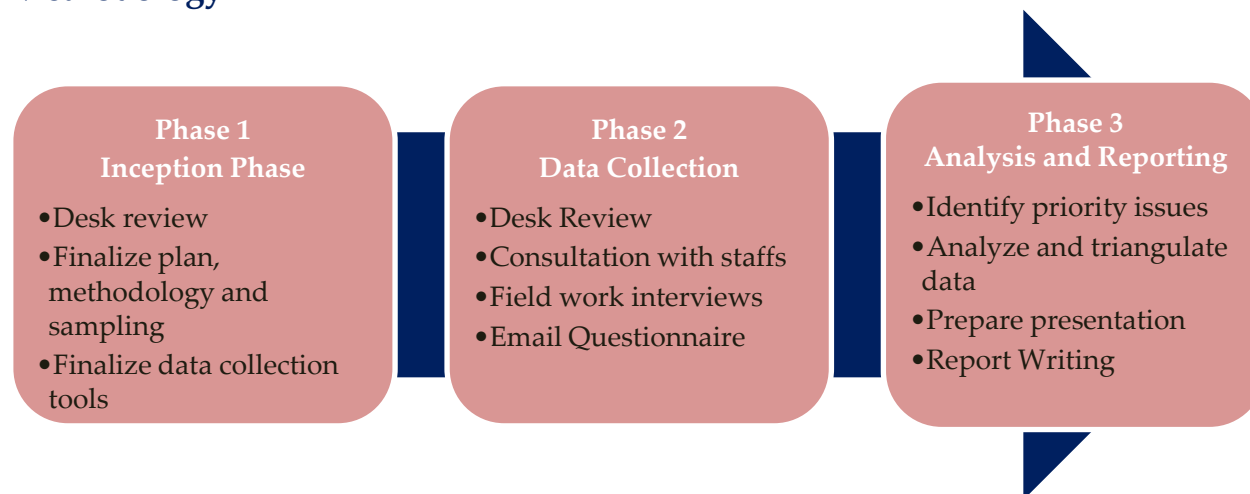 Phase 1
Inception Phase
•Desk review
•Finalize plan,
methodology and
sampling
•Finalize data collection
tools
Phase 2
Data Collection
•Desk Review
•Consultation with staffs
•Field work interviews
•Email Questionnaire
Phase 3
Analysis and Reporting
•Identify priority issues
•Analyze and triangulate
data
•Prepare presentation
•Report Writing